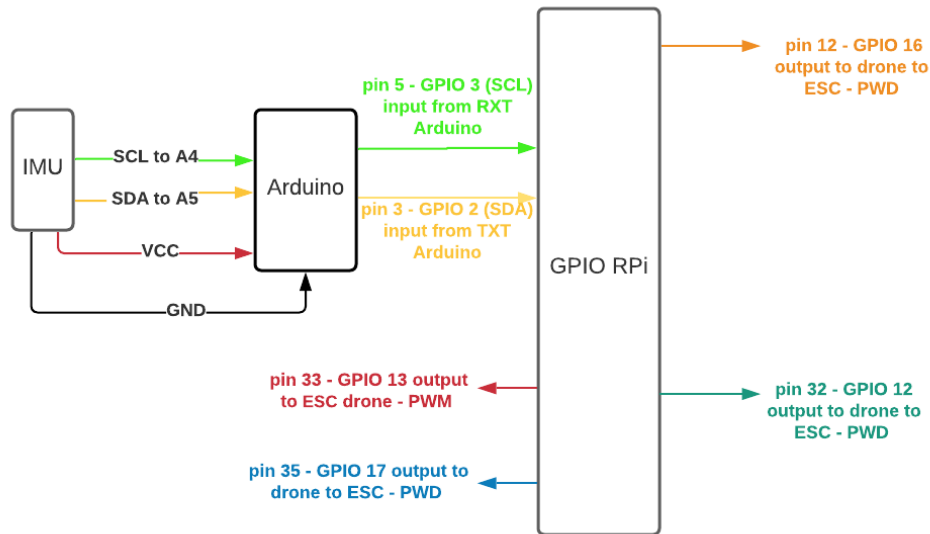 pin 12 - GPIO 16
output to drone to
ESC - PWD
pin 5 - GPIO 3 (SCL)
input from RXT
Arduino
IMU
SCL to A4
SDA to A5
VCC
GND
Arduino
pin 3 - GPIO 2 (SDA)
input from TXT
Arduino
GPIO RPi
pin 33 - GPIO 13 output
to ESC drone - PWM
pin 32 - GPIO 12
output to drone to
ESC - PWD
pin 35 - GPIO 17 output to
drone to ESC - PWD